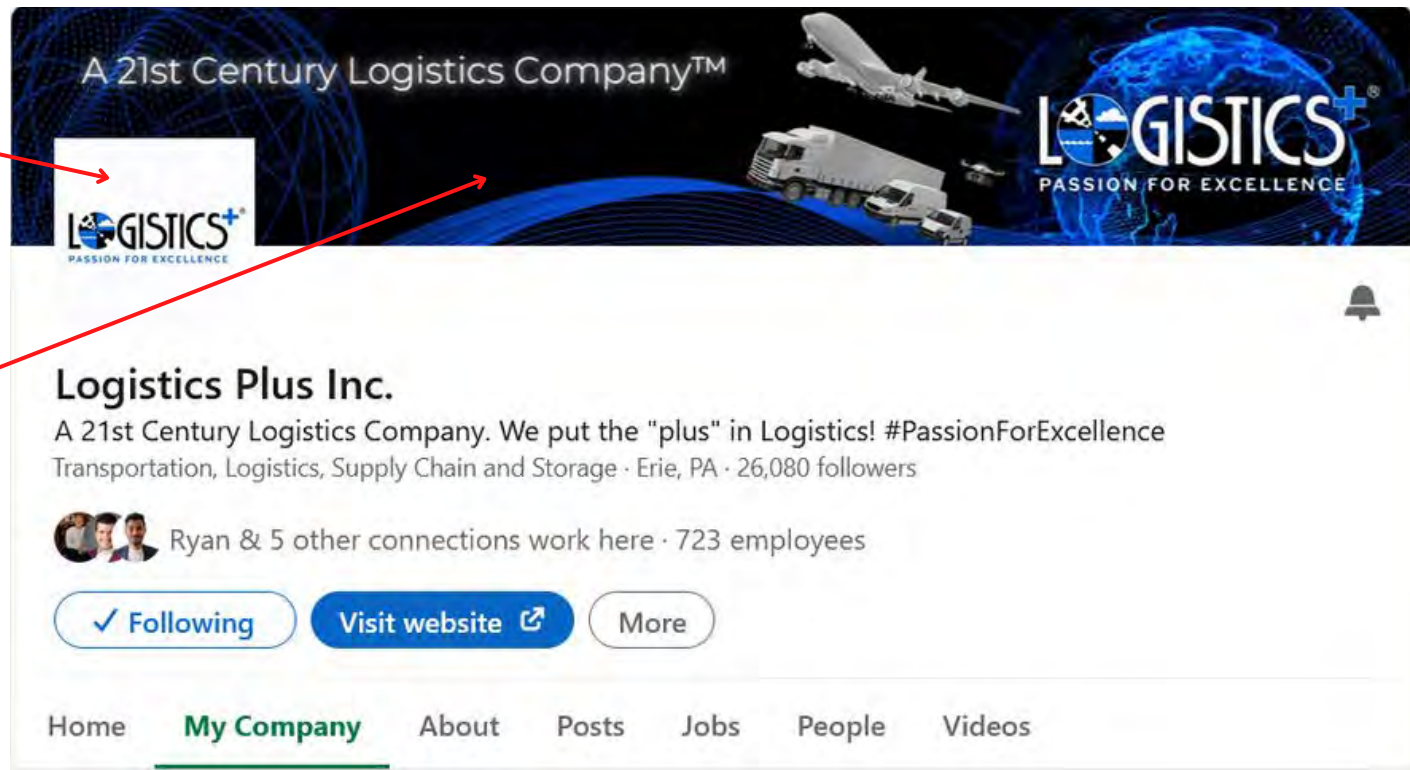 A 21st Century Logistics Company™
LOGISTICS+®
PASSION FOR EXCELLENCE
LOGISTICS+®
PASSION FOR EXCELLENCE
Logistics Plus Inc.
A 21st Century Logistics Company. We put the "plus" in Logistics! #PassionForExcellence
Transportation, Logistics, Supply Chain and Storage · Erie, PA · 26,080 followers
Ryan & 5 other connections work here · 723 employees
✓ Following Visit website More
Home My Company About Posts Jobs People Videos